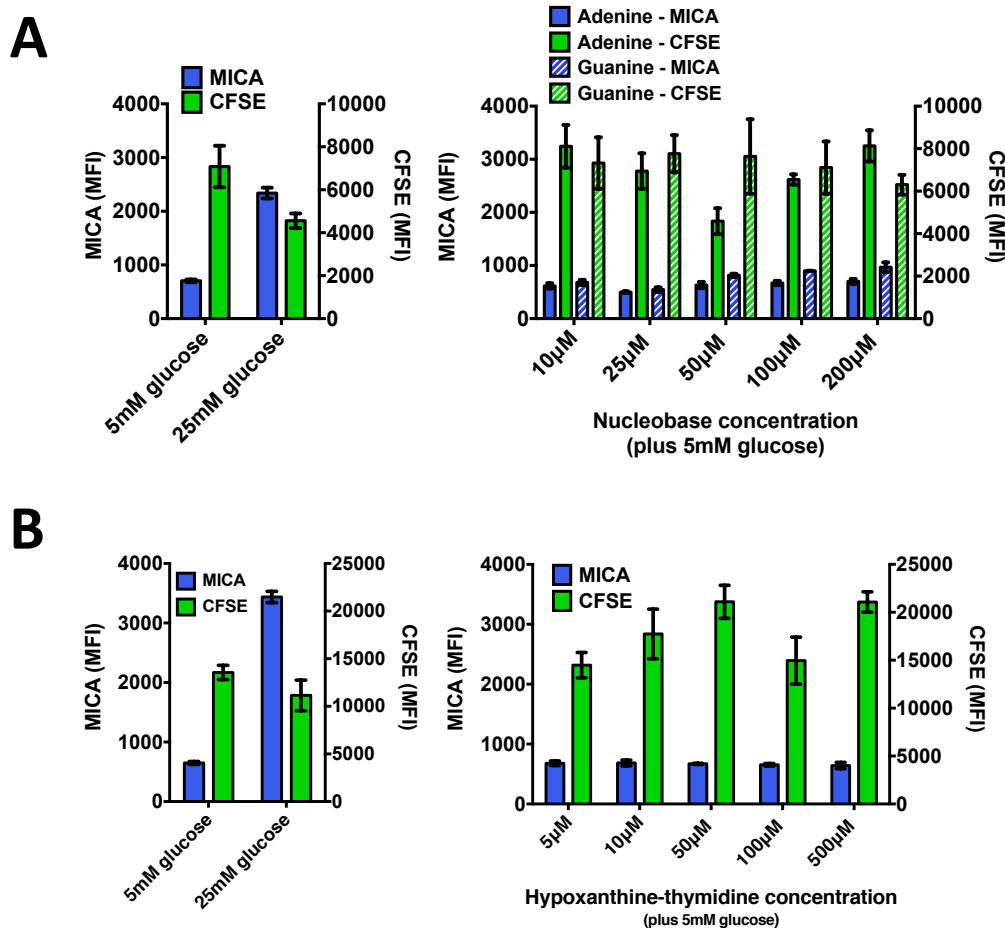 A
MICA
CFSE
4000
3000
2000
1000
0
MICA (MFI)
10000
8000
6000
4000
2000
0
CFSE (MFI)
5mM glucose
25mM glucose
Adenine - MICA
Adenine - CFSE
Guanine - MICA
Guanine - CFSE
4000
3000
2000
1000
0
MICA (MFI)
10000
8000
6000
4000
2000
0
CFSE (MFI)
10µM
25µM
50µM
100µM
200µM
Nucleobase concentration
(plus 5mM glucose)
B
MICA
CFSE
4000
3000
2000
1000
0
MICA (MFI)
25000
20000
15000
10000
5000
0
CFSE (MFI)
5mM glucose
25mM glucose
MICA
CFSE
4000
3000
2000
1000
0
MICA (MFI)
25000
20000
15000
10000
5000
0
CFSE (MFI)
5µM
10µM
50µM
100µM
500µM
Hypoxanthine-thymidine concentration
(plus 5mM glucose)